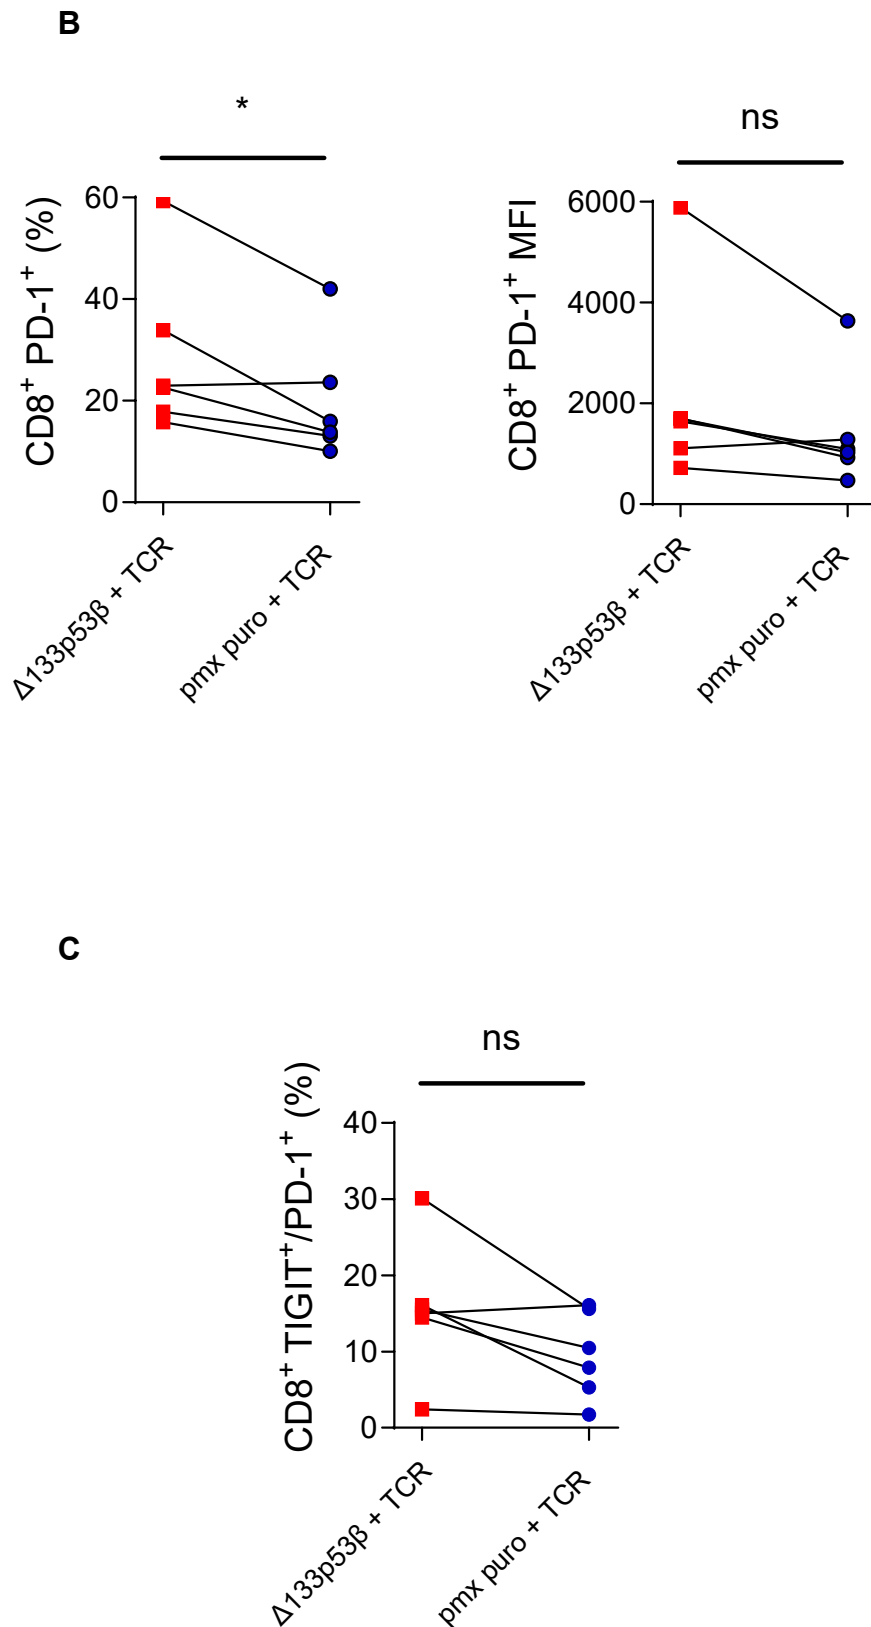 B
*
CD8⁺ PD-1⁺ (%)
60
40
20
0
Δ133p53β + TCR
pmx puro + TCR
ns
CD8⁺ PD-1⁺ MFI
6000
4000
2000
0
Δ133p53β + TCR
pmx puro + TCR
C
ns
CD8⁺ TIGIT⁺/PD-1⁺ (%)
40
30
20
10
0
Δ133p53β + TCR
pmx puro + TCR